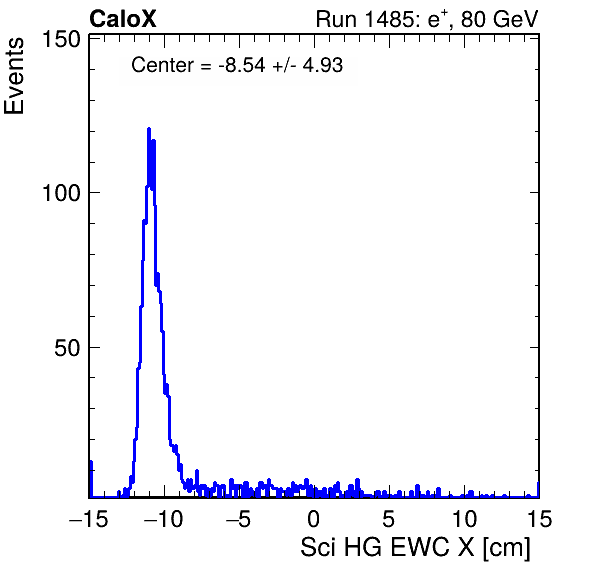 CaloX Run 1485: e+, 80 GeV
Center = -8.54 +/- 4.93
Events
150
100
50
−15 −10 −5 0 5 10 15
Sci HG EWC X [cm]